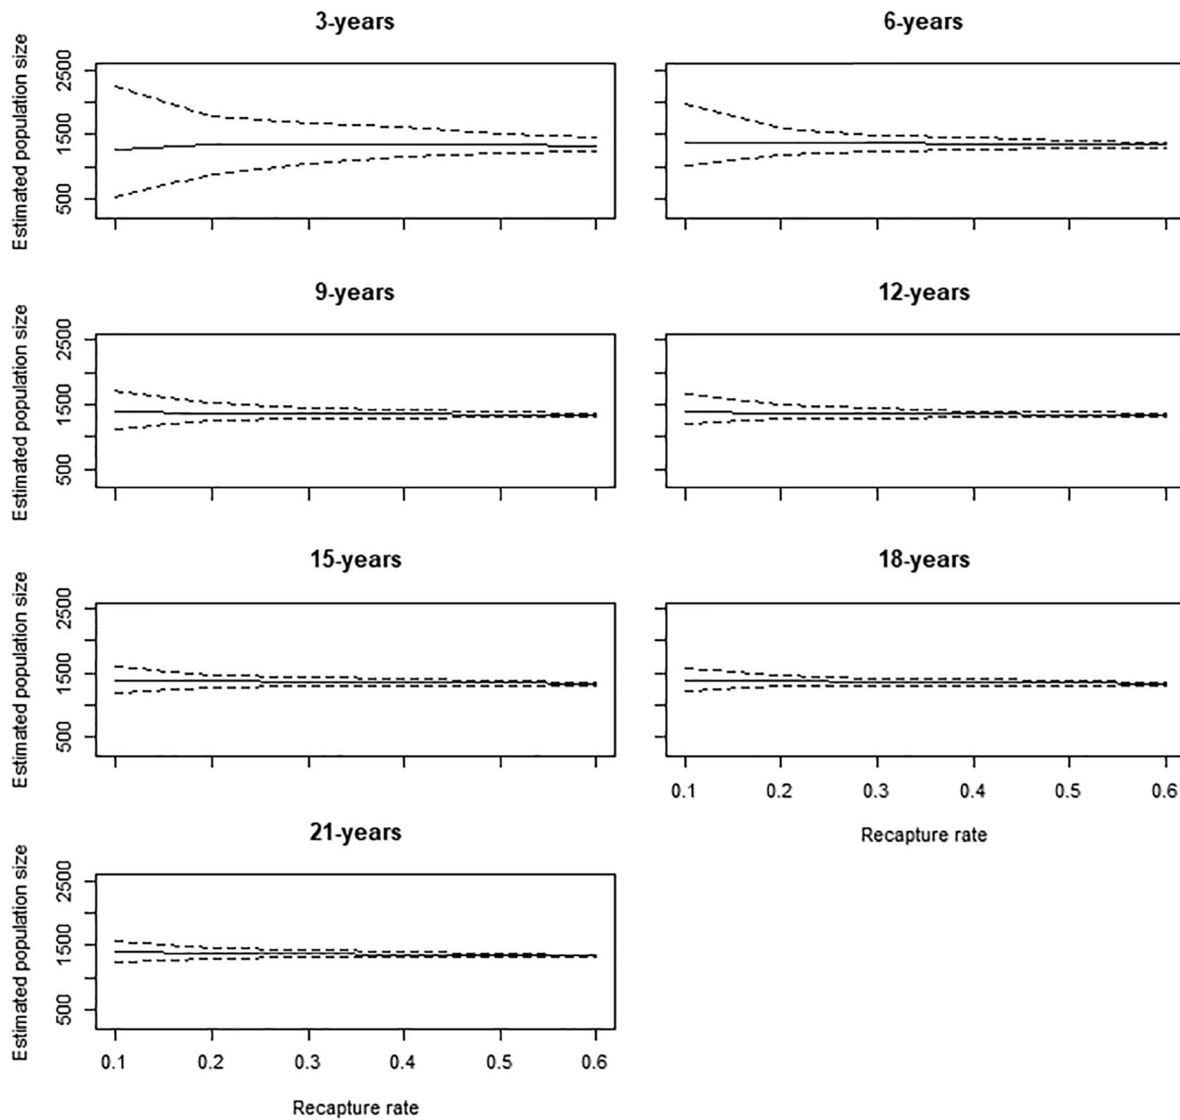 3-years
Estimated population size
2500
1500
500
6-years
9-years
Estimated population size
2500
1500
500
12-years
15-years
Estimated population size
2500
1500
500
18-years
0.1 0.2 0.3 0.4 0.5 0.6
Recapture rate
21-years
Estimated population size
2500
1500
500
0.1 0.2 0.3 0.4 0.5 0.6
Recapture rate